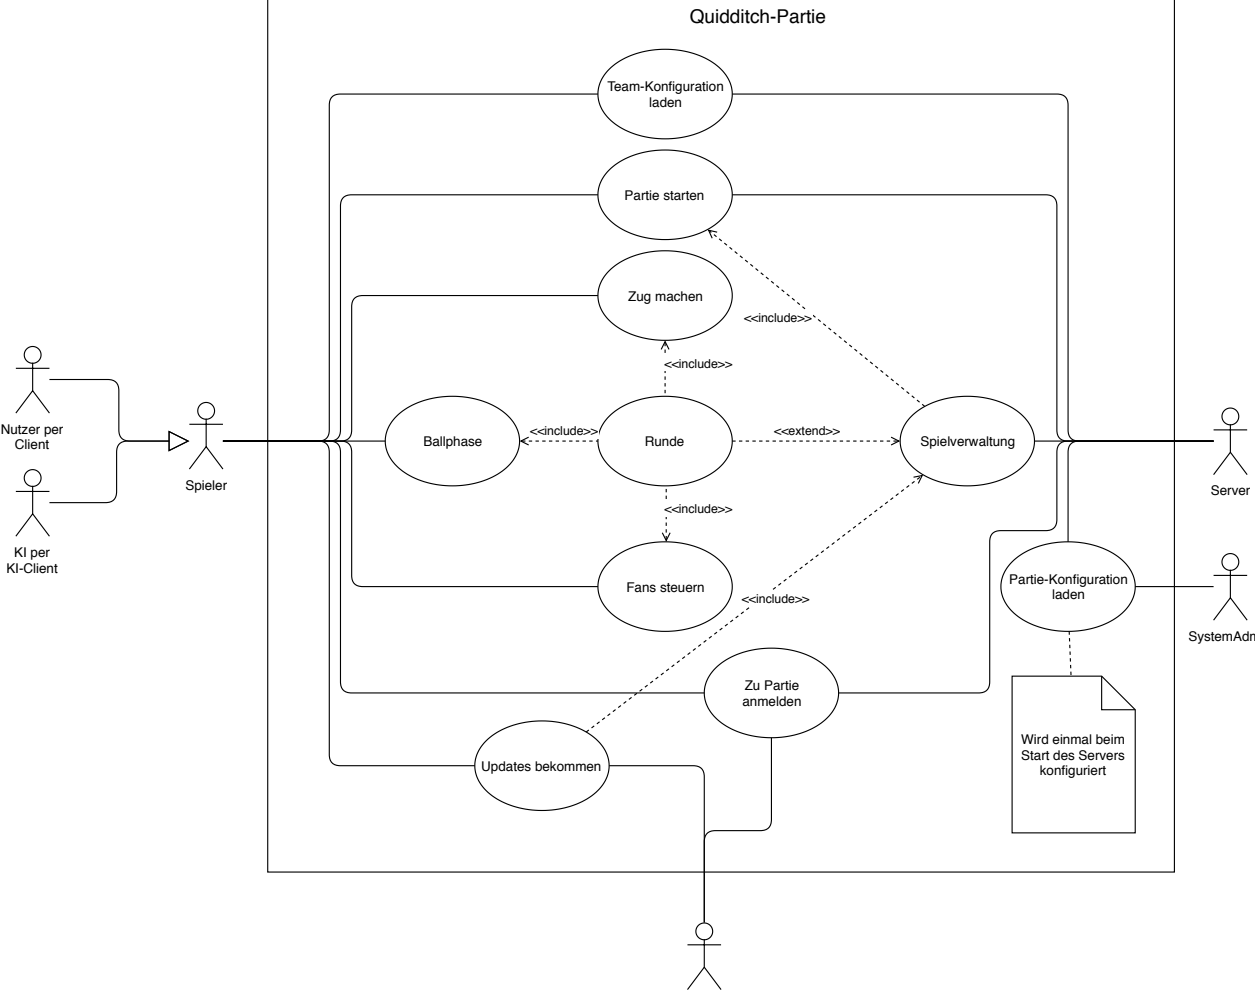 Quidditch-Partie
Team-Konfiguration
laden
Partie starten
Zug machen
<<include>>
<<include>>
Nutzer per
Client
Spieler
Ballphase
<<include>>
Runde
<<extend>>
Spielverwaltung
Server
<<include>>
KI per
KI-Client
Fans steuern
<<include>>
Partie-Konfiguration
laden
SystemAdm
Zu Partie
anmelden
Updates bekommen
Wird einmal beim
Start des Servers
konfiguriert